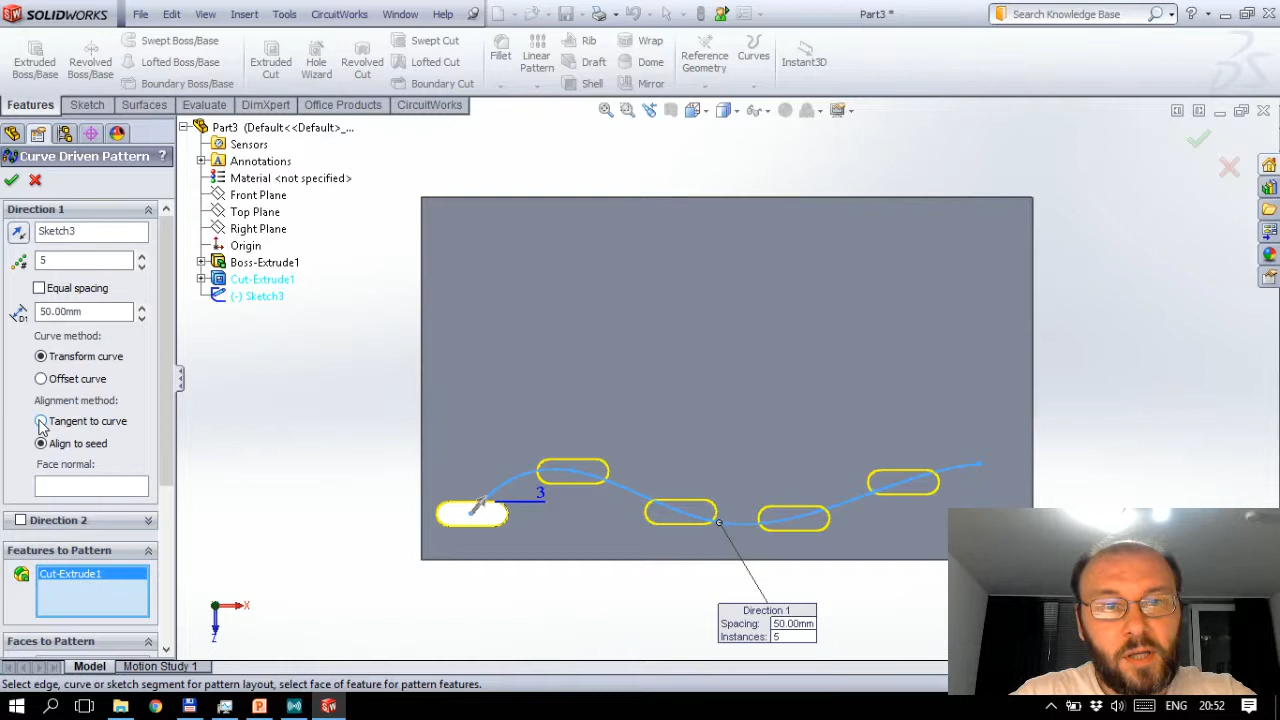 SOLIDWORKS File Edit View Insert Tools CircuitWorks Window Help Part3 * Search Knowledge Base
Extruded Boss/Base Revolved Boss/Base Swept Boss/Base Lofted Boss/Base Boundary Boss/Base Extruded Cut Hole Wizard Revolved Cut Swept Cut Lofted Cut Boundary Cut Fillet Linear Pattern Rib Draft Shell Wrap Dome Mirror Reference Geometry Curves Instant3D
Features Sketch Surfaces Evaluate DimXpert Office Products CircuitWorks
Curve Driven Pattern ?
Direction 1
Sketch3
5
Equal spacing
D1 50.00mm
Curve method:
Transform curve
Offset curve
Alignment method:
Tangent to curve
Align to seed
Face normal:
Direction 2
Features to Pattern
Cut-Extrude1
Faces to Pattern
Part3 (Default<<Default>_...
Sensors
Annotations
Material <not specified>
Front Plane
Top Plane
Right Plane
Origin
Boss-Extrude1
Cut-Extrude1
(-) Sketch3
3
Direction 1
Spacing: 50.00mm
Instances: 5
X
Z
Model Motion Study 1
Select edge, curve or sketch segment for pattern layout, select face of feature for pattern features.
ENG 20:52